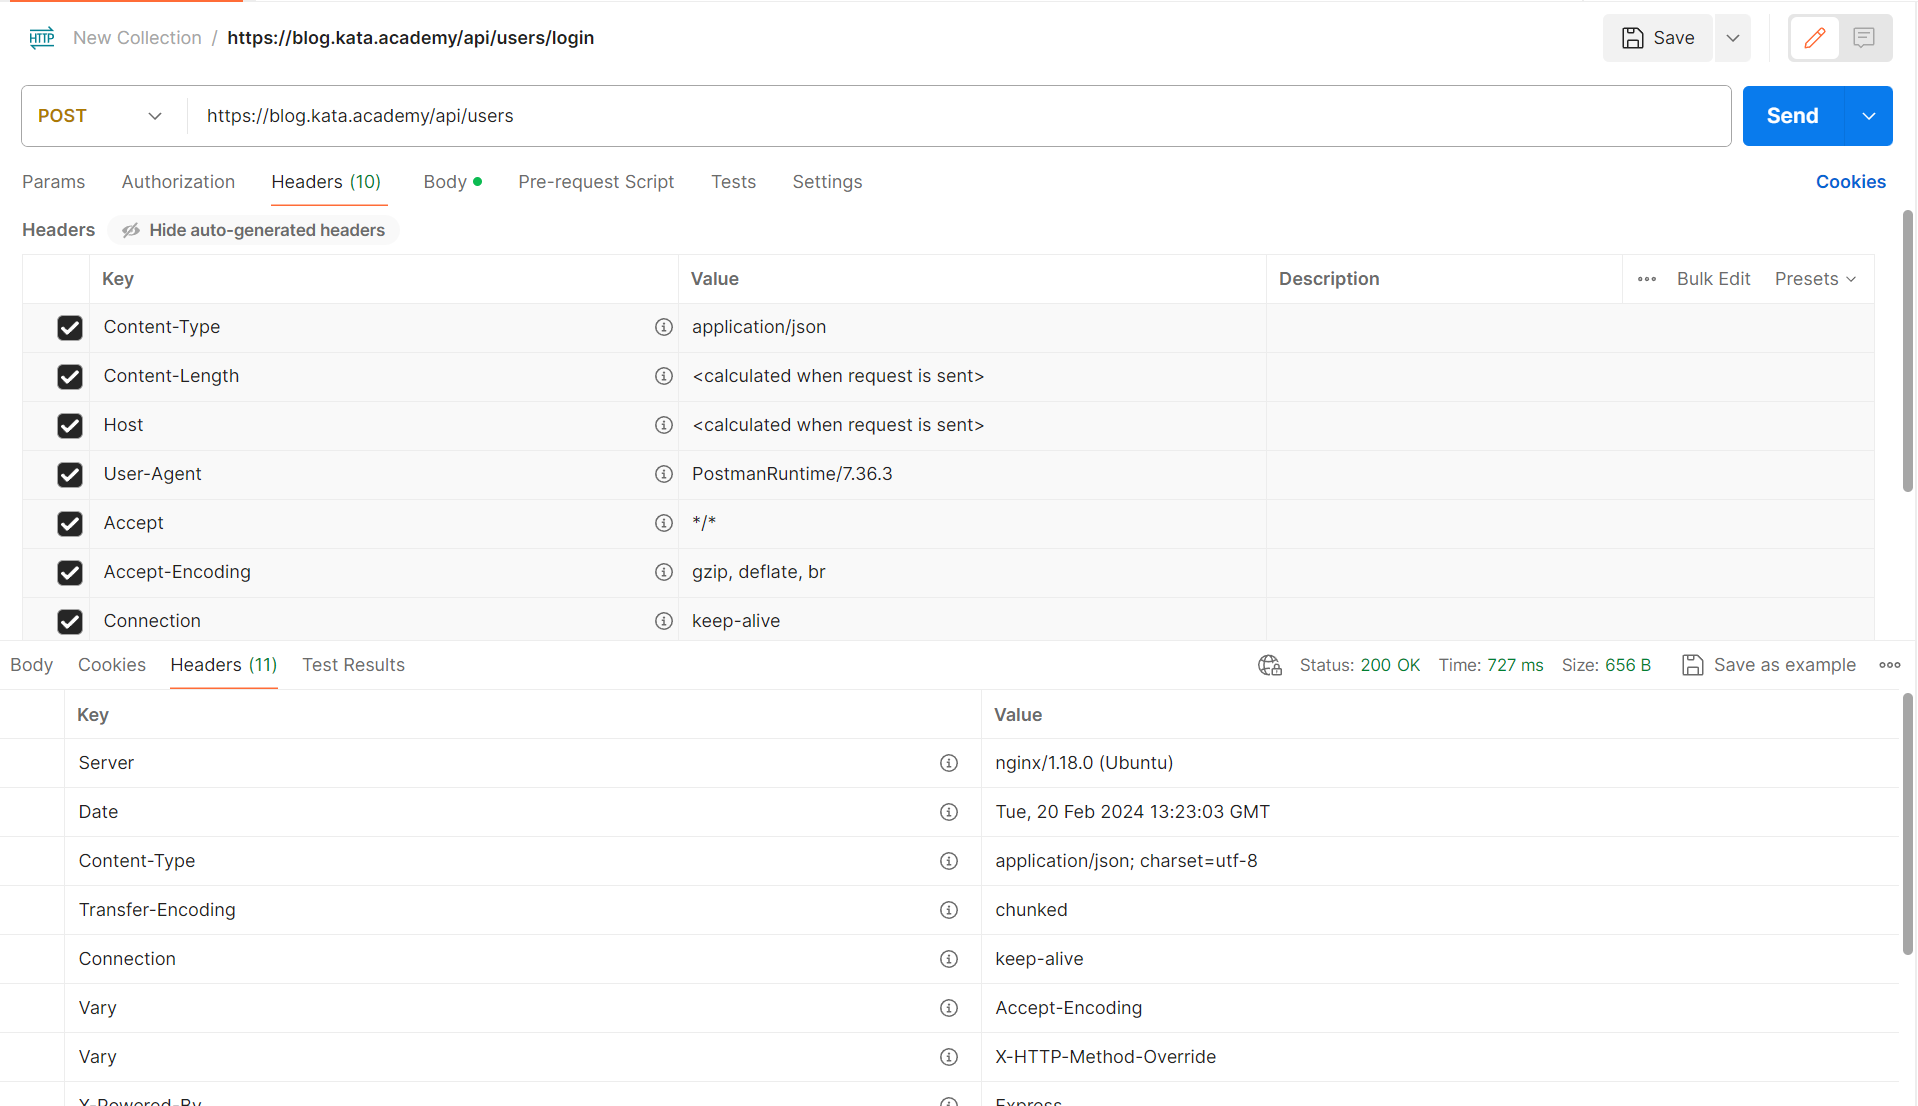 HTTP New Collection / https://blog.kata.academy/api/users/login Save
POST https://blog.kata.academy/api/users Send
Params Authorization Headers (10) Body Pre-request Script Tests Settings Cookies
Headers Hide auto-generated headers
Key Value Description ••• Bulk Edit Presets
Content-Type application/json
Content-Length <calculated when request is sent>
Host <calculated when request is sent>
User-Agent PostmanRuntime/7.36.3
Accept */*
Accept-Encoding gzip, deflate, br
Connection keep-alive
Body Cookies Headers (11) Test Results Status: 200 OK Time: 727 ms Size: 656 B Save as example
Key Value
Server nginx/1.18.0 (Ubuntu)
Date Tue, 20 Feb 2024 13:23:03 GMT
Content-Type application/json; charset=utf-8
Transfer-Encoding chunked
Connection keep-alive
Vary Accept-Encoding
Vary X-HTTP-Method-Override
X-Powered-By Express